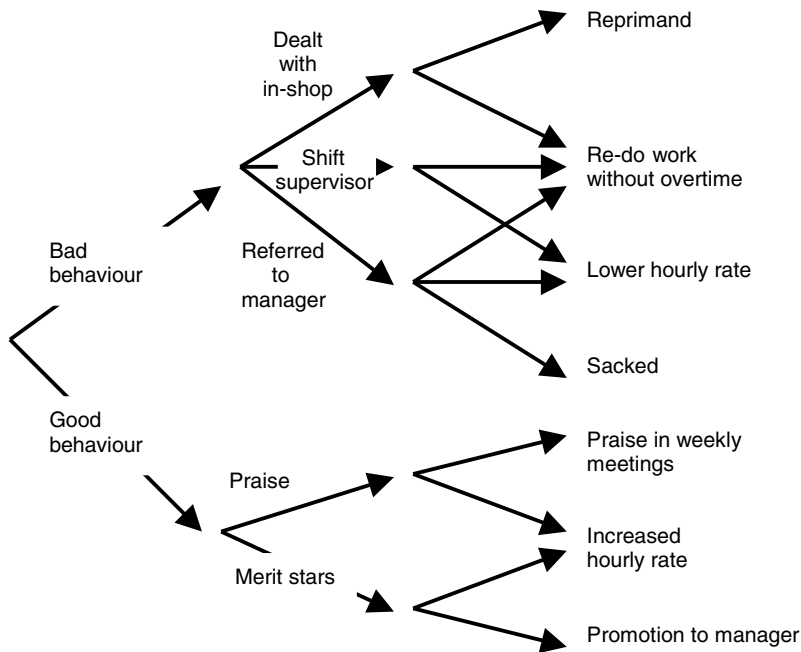 Dealt
with
in-shop
Shift
supervisor
Referred
to
manager
Bad
behaviour
Good
behaviour
Praise
Merit stars
Reprimand
Re-do work
without overtime
Lower hourly rate
Sacked
Praise in weekly
meetings
Increased
hourly rate
Promotion to manager